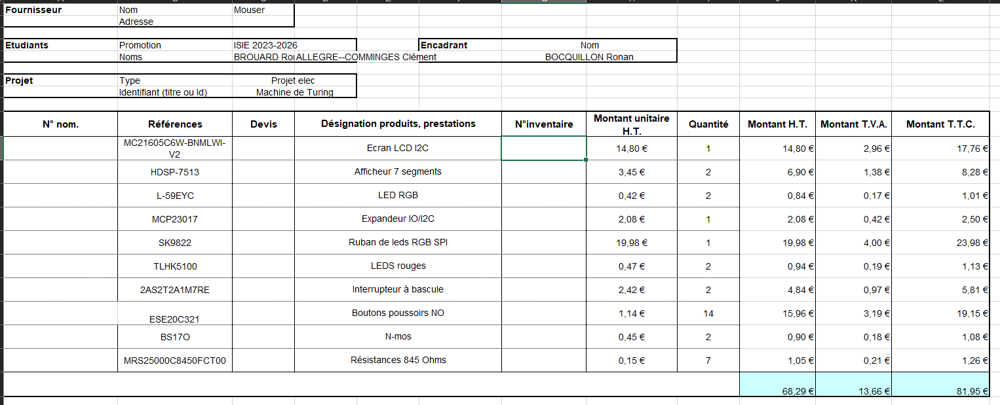 Fournisseur Nom Mouser
Adresse
Etudiants Promotion ISIE 2023-2026 Encadrant Nom
Noms BROUARD Roi ALLEGRE--COMMINGES Clément BOCQUILLON Ronan
Projet Type Projet elec
Identifiant (titre ou Id) Machine de Turing
N° nom. Références Devis Désignation produits, prestations N°inventaire Montant unitaire H.T. Quantité Montant H.T. Montant T.V.A. Montant T.T.C.
MC21605C6W-BNMLWI-V2 Ecran LCD I2C 14,80 € 1 14,80 € 2,96 € 17,76 €
HDSP-7513 Afficheur 7 segments 3,45 € 2 6,90 € 1,38 € 8,28 €
L-59EYC LED RGB 0,42 € 2 0,84 € 0,17 € 1,01 €
MCP23017 Expandeur IO/I2C 2,08 € 1 2,08 € 0,42 € 2,50 €
SK9822 Ruban de leds RGB SPI 19,98 € 1 19,98 € 4,00 € 23,98 €
TLHK5100 LEDS rouges 0,47 € 2 0,94 € 0,19 € 1,13 €
2AS2T2A1M7RE Interrupteur à bascule 2,42 € 2 4,84 € 0,97 € 5,81 €
ESE20C321 Boutons poussoirs NO 1,14 € 14 15,96 € 3,19 € 19,15 €
BS17O N-mos 0,45 € 2 0,90 € 0,18 € 1,08 €
MRS25000C8450FCT00 Résistances 845 Ohms 0,15 € 7 1,05 € 0,21 € 1,26 €
68,29 € 13,66 € 81,95 €